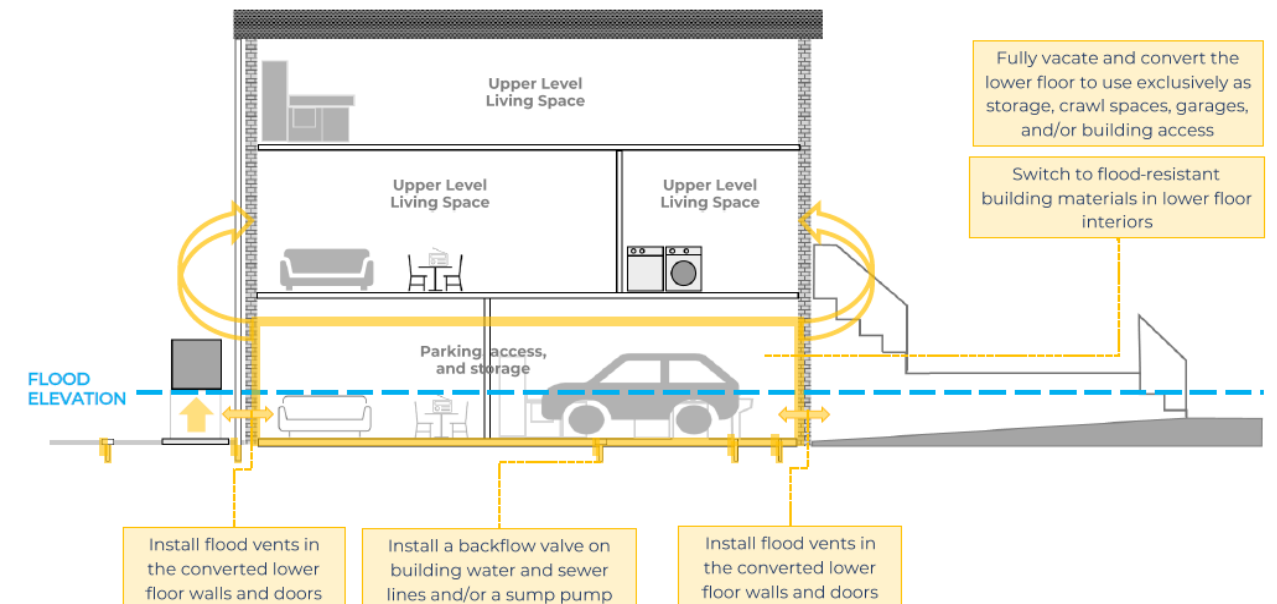 Upper Level
Living Space
Fully vacate and convert the
lower floor to use exclusively as
storage, crawl spaces, garages,
and/or building access
Switch to flood-resistant
building materials in lower floor
interiors
Upper Level
Living Space
Upper Level
Living Space
Parking, access,
and storage
FLOOD
ELEVATION
Install flood vents in
the converted lower
floor walls and doors
Install a backflow valve on
building water and sewer
lines and/or a sump pump
Install flood vents in
the converted lower
floor walls and doors